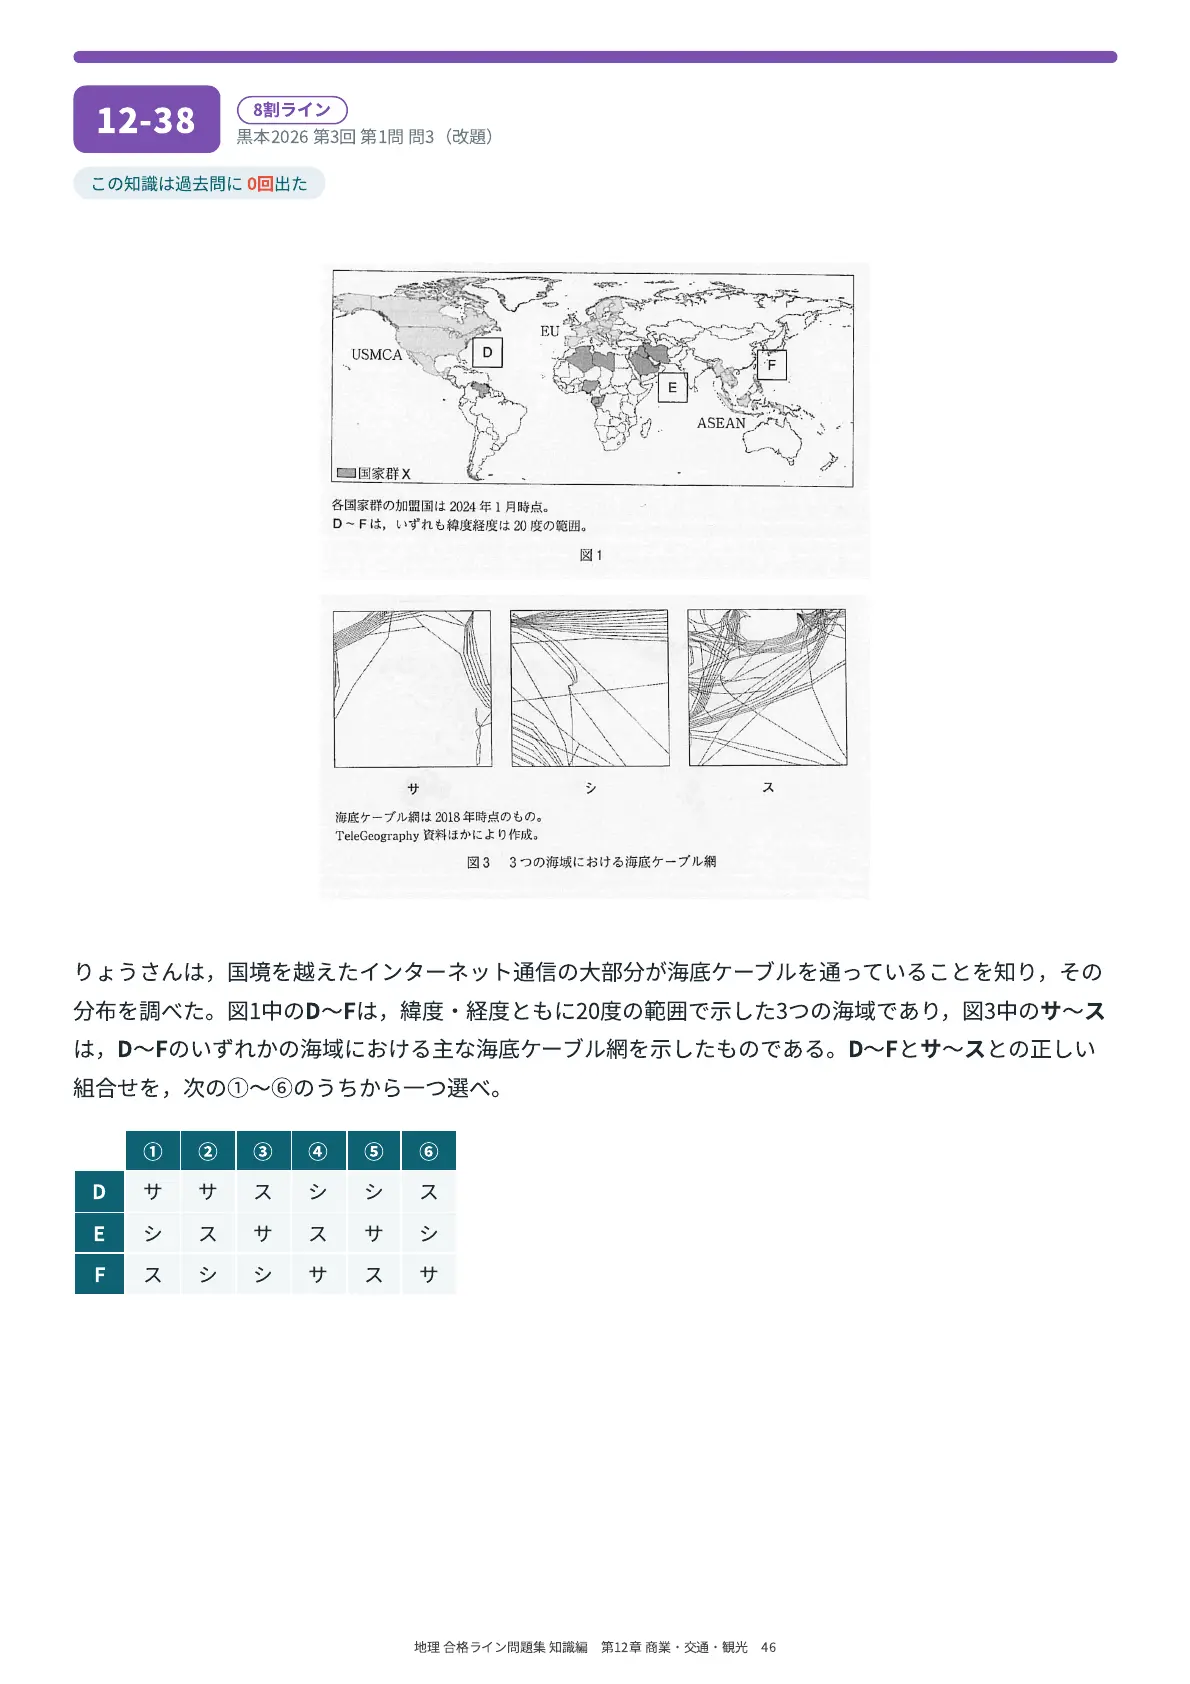 12-38
8割ライン
黒本2026 第3回 第1問 問3（改題）
この知識は過去問に 0回出た
EU
USMCA
D
F
E
ASEAN
国家群X
各国家群の加盟国は 2024 年 1 月時点。
D～Fは，いずれも緯度経度は 20 度の範囲。
図 1
サ
シ
ス
海底ケーブル網は 2018 年時点のもの。
TeleGeography 資料ほかにより作成。
図 3　3 つの海域における海底ケーブル網
りょうさんは，国境を越えたインターネット通信の大部分が海底ケーブルを通っていることを知り，その
分布を調べた。図1中のD～Fは，緯度・経度ともに20度の範囲で示した3つの海域であり，図3中のサ～ス
は，D～Fのいずれかの海域における主な海底ケーブル網を示したものである。D～Fとサ～スとの正しい
組合せを，次の①～⑥のうちから一つ選べ。
① ② ③ ④ ⑤ ⑥
D サ サ ス シ シ ス
E シ ス サ ス サ シ
F ス シ シ サ ス サ
地理 合格ライン問題集 知識編　第12章 商業・交通・観光　46